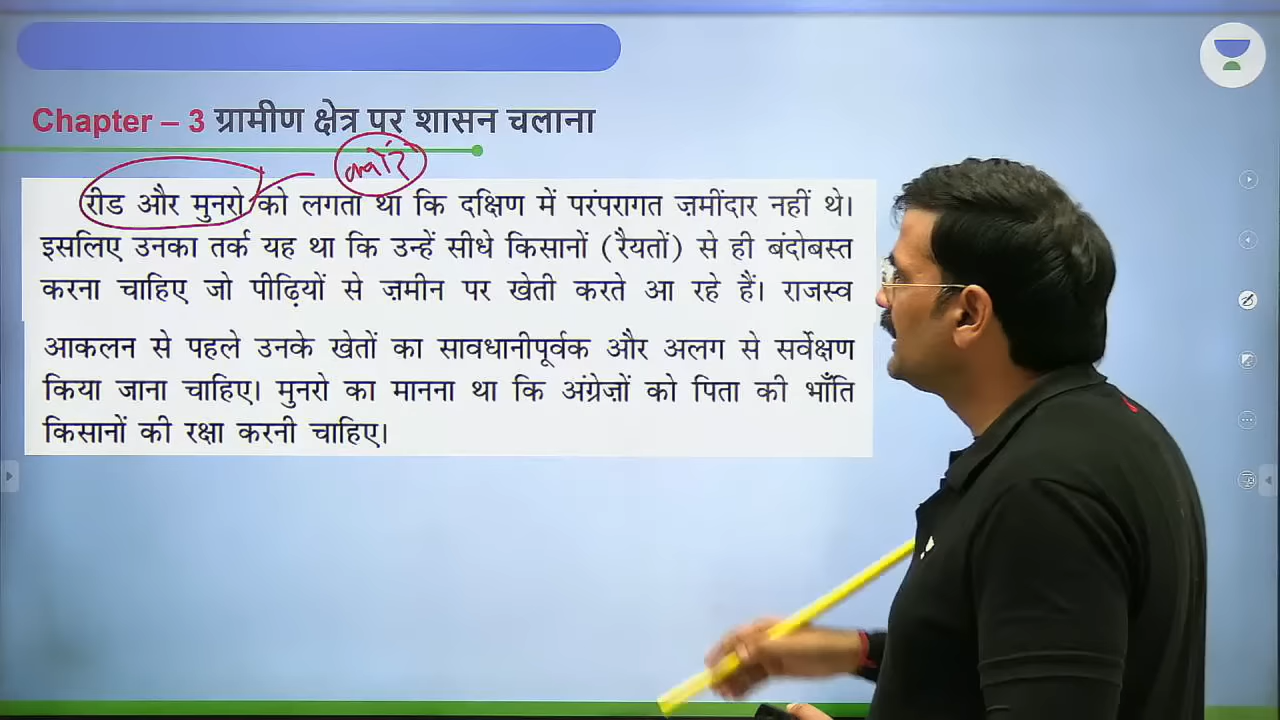 Chapter – 3 ग्रामीण क्षेत्र पर शासन चलाना
रीड और मुनरो को लगता था कि दक्षिण में परंपरागत ज़मींदार नहीं थे।
इसलिए उनका तर्क यह था कि उन्हें सीधे किसानों (रैयतों) से ही बंदोबस्त
करना चाहिए जो पीढ़ियों से ज़मीन पर खेती करते आ रहे हैं। राजस्व
आकलन से पहले उनके खेतों का सावधानीपूर्वक और अलग से सर्वेक्षण
किया जाना चाहिए। मुनरो का मानना था कि अंग्रेज़ों को पिता की भाँति
किसानों की रक्षा करनी चाहिए।